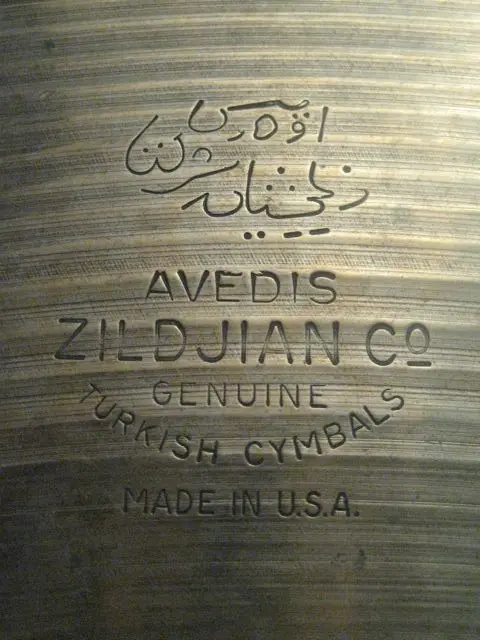 AVEDIS
ZILDJIAN CO
GENUINE
TURKISH CYMBALS
MADE IN U.S.A.